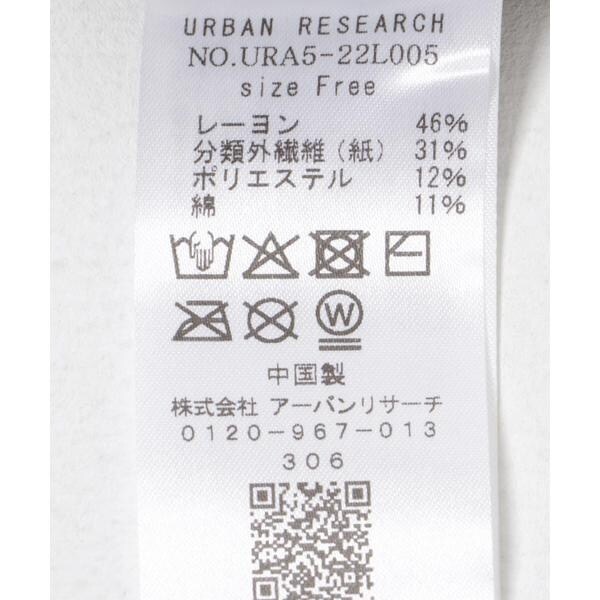 URBAN RESEARCH
NO.URA5-22L005
size Free
レーヨン 46%
分類外繊維(紙) 31%
ポリエステル 12%
綿 11%
W
中国製
株式会社 アーバンリサーチ
0120-967-013
306